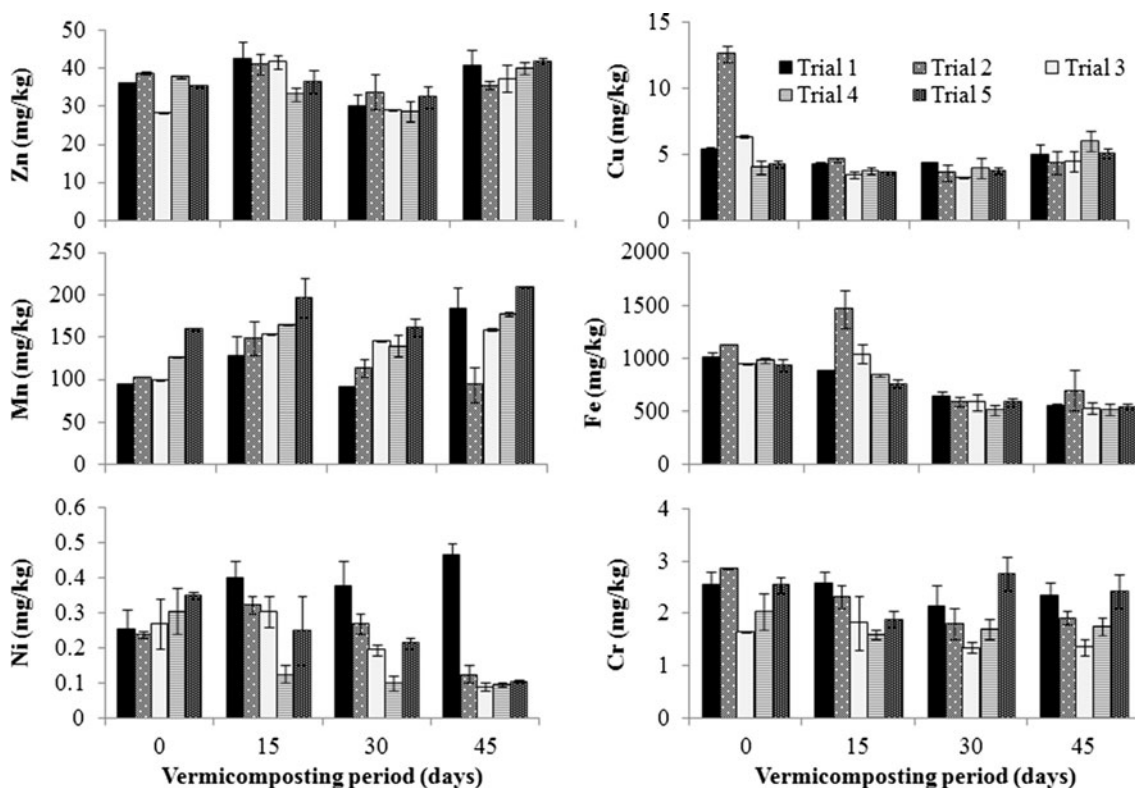 Zn (mg/kg)
50
40
30
20
10
0
Cu (mg/kg)
15
10
5
0
Trial 1 Trial 2 Trial 3
Trial 4 Trial 5
Mn (mg/kg)
250
200
150
100
50
0
Fe (mg/kg)
2000
1500
1000
500
0
Ni (mg/kg)
0.6
0.5
0.4
0.3
0.2
0.1
0
0 15 30 45
Vermicomposting period (days)
Cr (mg/kg)
4
3
2
1
0
0 15 30 45
Vermicomposting period (days)